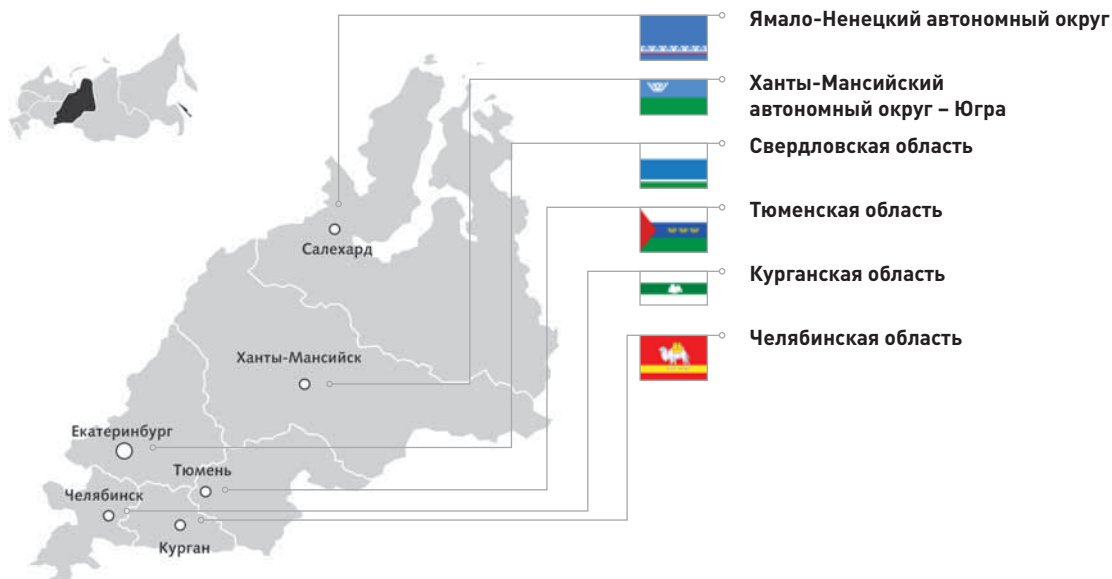 Ямало-Ненецкий автономный округ
Ханты-Мансийский
автономный округ – Югра
Свердловская область
Тюменская область
Курганская область
Челябинская область
Салехард
Ханты-Мансийск
Екатеринбург
Тюмень
Челябинск
Курган